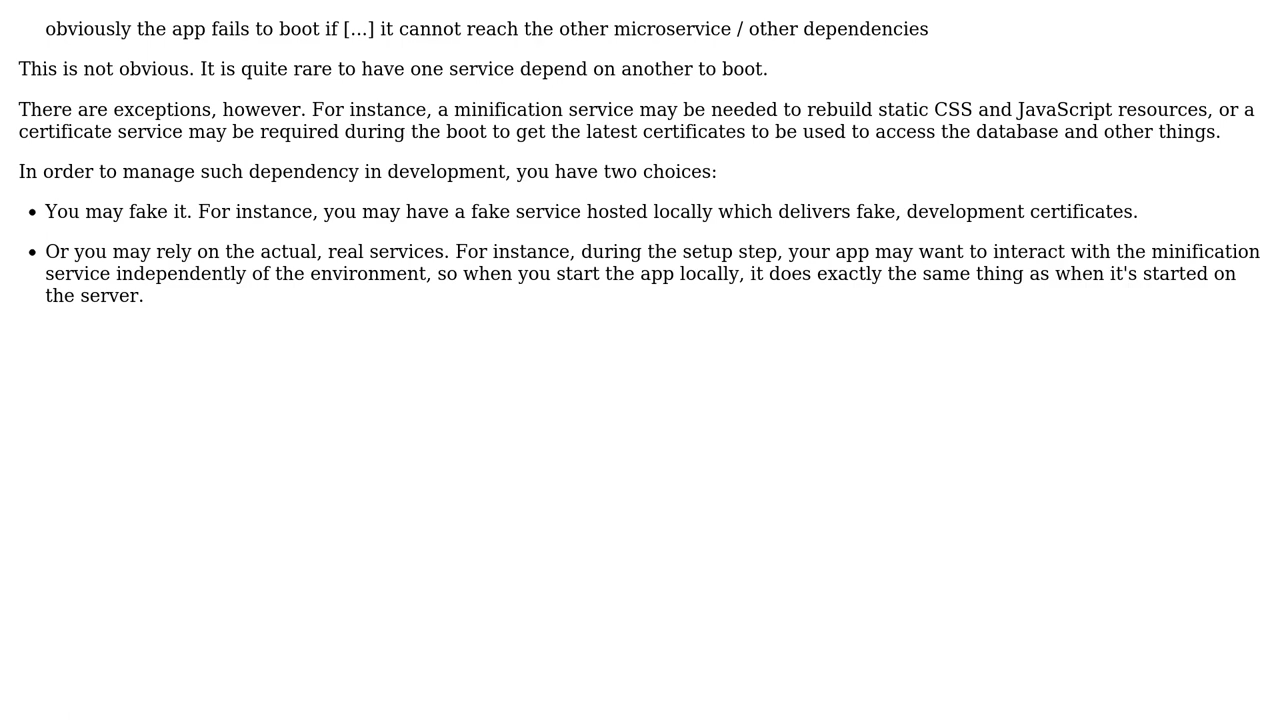 obviously the app fails to boot if [...] it cannot reach the other microservice / other dependencies
This is not obvious. It is quite rare to have one service depend on another to boot.
There are exceptions, however. For instance, a minification service may be needed to rebuild static CSS and JavaScript resources, or a
certificate service may be required during the boot to get the latest certificates to be used to access the database and other things.
In order to manage such dependency in development, you have two choices:
• You may fake it. For instance, you may have a fake service hosted locally which delivers fake, development certificates.
• Or you may rely on the actual, real services. For instance, during the setup step, your app may want to interact with the minification
service independently of the environment, so when you start the app locally, it does exactly the same thing as when it's started on
the server.